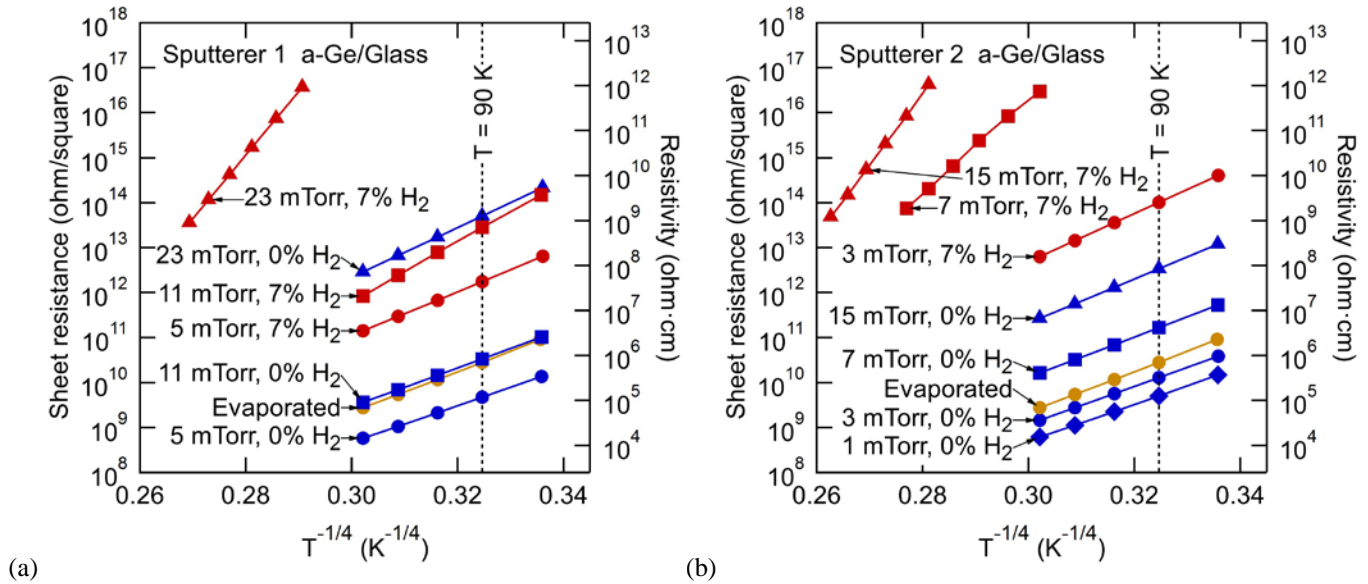 Sputterer 1 a-Ge/Glass
Sheet resistance (ohm/square)
10^18
10^17
10^16
10^15
10^14
10^13
10^12
10^11
10^10
10^9
10^8
23 mTorr, 7% H2
23 mTorr, 0% H2
11 mTorr, 7% H2
5 mTorr, 7% H2
11 mTorr, 0% H2
Evaporated
5 mTorr, 0% H2
T = 90 K
10^13
10^12
10^11
10^10
10^9
10^8
10^7
10^6
10^5
10^4
Resistivity (ohm·cm)
0.26 0.28 0.30 0.32 0.34
T^-1/4 (K^-1/4)
(a)
Sputterer 2 a-Ge/Glass
Sheet resistance (ohm/square)
10^18
10^17
10^16
10^15
10^14
10^13
10^12
10^11
10^10
10^9
10^8
15 mTorr, 7% H2
7 mTorr, 7% H2
3 mTorr, 7% H2
15 mTorr, 0% H2
7 mTorr, 0% H2
Evaporated
3 mTorr, 0% H2
1 mTorr, 0% H2
T = 90 K
10^13
10^12
10^11
10^10
10^9
10^8
10^7
10^6
10^5
10^4
Resistivity (ohm·cm)
0.26 0.28 0.30 0.32 0.34
T^-1/4 (K^-1/4)
(b)